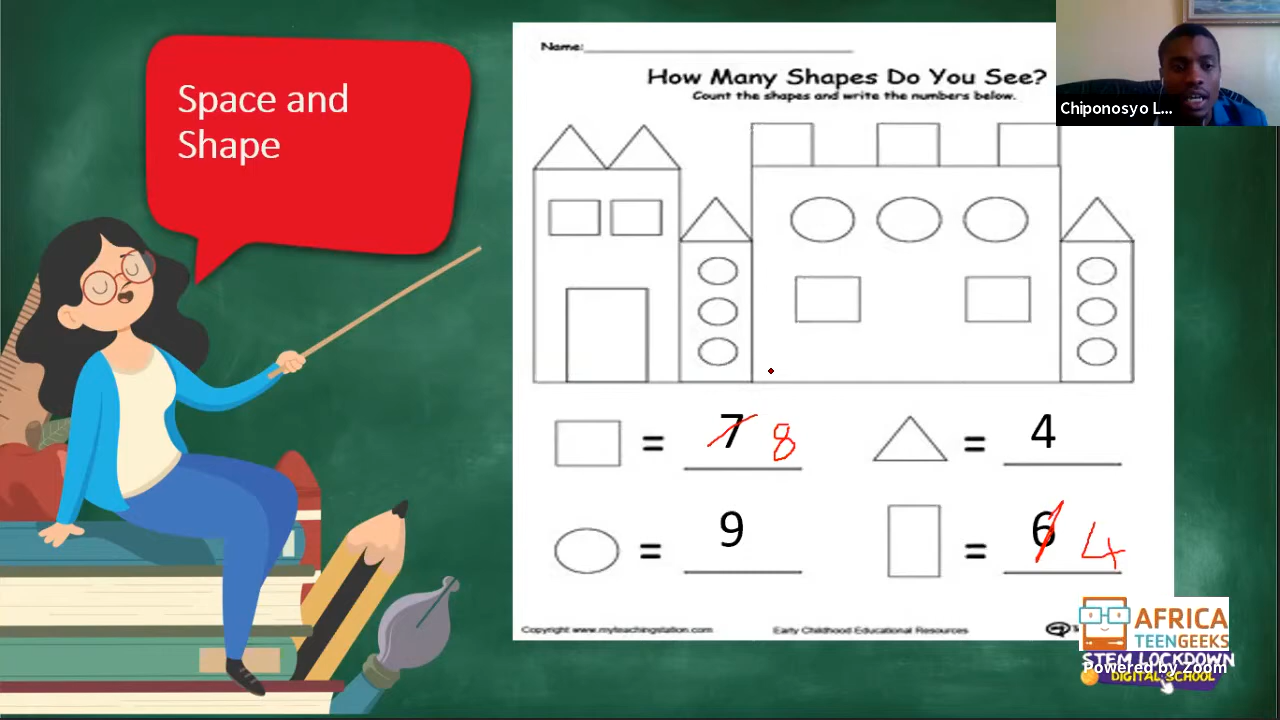 Space and
Shape
Name:
How Many Shapes Do You See?
Count the shapes and write the numbers below.
Chiponosyo L...
= 7 8
= 4
= 9
= 6 4
Copyright www.myteachingstation.com
Early Childhood Educational Resources
AFRICA
TEENGEEKS
STEM LOCKDOWN
Powered by Zoom
DIGITAL SCHOOL